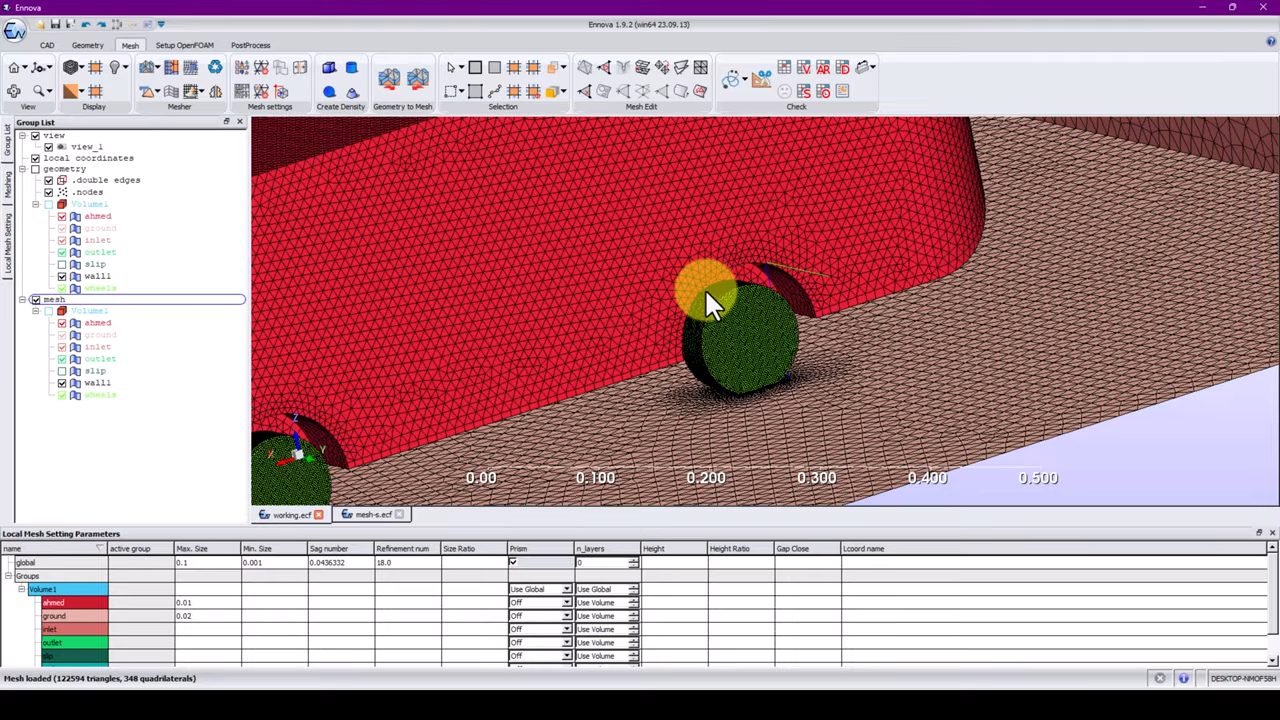 Ennova
Ennova 1.9.2 (win64 23.09.13)
CAD Geometry Mesh Setup OpenFOAM PostProcess
View Display Mesher Mesh settings Create Density Geometry to Mesh Selection Mesh Edit Check
Group List
Group List
Meshing
Local Mesh Setting
view
view_1
local coordinates
geometry
.double edges
.nodes
Volume1
ahmed
ground
inlet
outlet
slip
wall1
wheels
mesh
Volume1
ahmed
ground
inlet
outlet
slip
wall1
wheels
Z
X
Y
0.00 0.100 0.200 0.300 0.400 0.500
working.ecf mesh-s.ecf
Local Mesh Setting Parameters
name active group Max. Size Min. Size Sag number Refinement num Size Ratio Prism n_layers Height Height Ratio Gap Close Lcoord name
global 0.1 0.001 0.0436332 18.0 0
Groups
Volume1 Use Global Use Global
ahmed 0.01 Off Use Volume
ground 0.02 Off Use Volume
inlet Off Use Volume
outlet Off Use Volume
slip Off Use Volume
Mesh loaded (122594 triangles, 348 quadrilaterals)
DESKTOP-NMOF58H